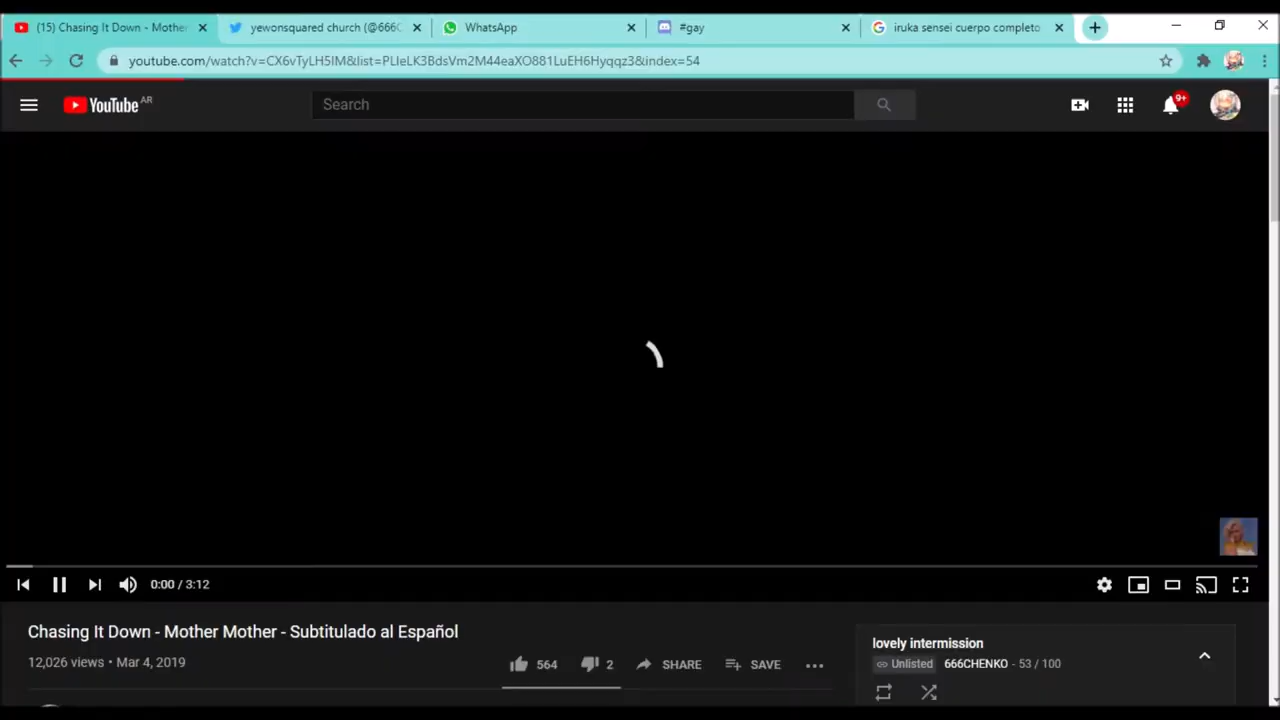 (15) Chasing It Down - Mother
yewonsquared church (@666C
WhatsApp
#gay
iruka sensei cuerpo completo
youtube.com/watch?v=CX6vTyLH5lM&list=PLIeLK3BdsVm2M44eaXO881LuEH6Hyqqz3&index=54
YouTube AR
Search
9+
0:00 / 3:12
Chasing It Down - Mother Mother - Subtitulado al Español
12,026 views • Mar 4, 2019
564
2
SHARE
SAVE
lovely intermission
Unlisted 666CHENKO - 53 / 100